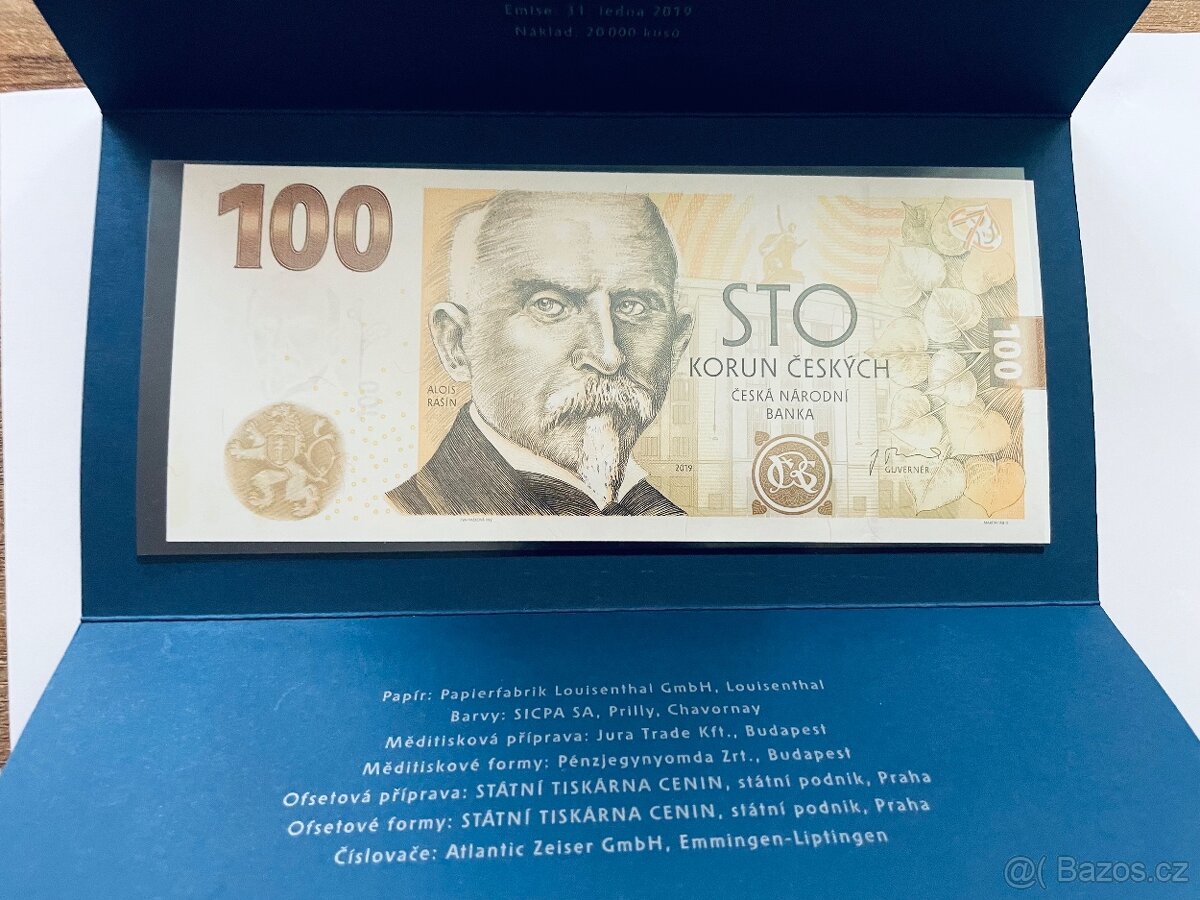 Emise: 31. ledna 2019
Náklad: 20 000 kusů
100
STO
KORUN ČESKÝCH
ČESKÁ NÁRODNÍ
BANKA
ALOIS
RAŠÍN
2019
GUVERNÉR
100
Papír: Papierfabrik Louisenthal GmbH, Louisenthal
Barvy: SICPA SA, Prilly, Chavornay
Měditisková příprava: Jura Trade Kft., Budapest
Měditiskové formy: Pénzjegynyomda Zrt., Budapest
Ofsetová příprava: STÁTNÍ TISKÁRNA CENIN, státní podnik, Praha
Ofsetové formy: STÁTNÍ TISKÁRNA CENIN, státní podnik, Praha
Číslovače: Atlantic Zeiser GmbH, Emmingen-Liptingen
@( Bazos.cz